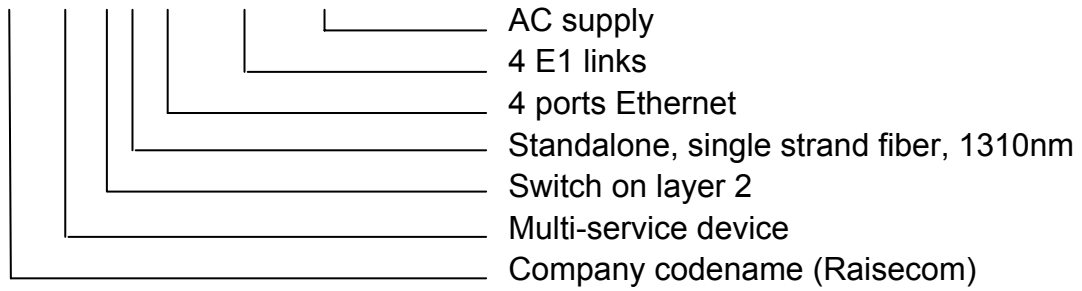 AC supply
4 E1 links
4 ports Ethernet
Standalone, single strand fiber, 1310nm
Switch on layer 2
Multi-service device
Company codename (Raisecom)